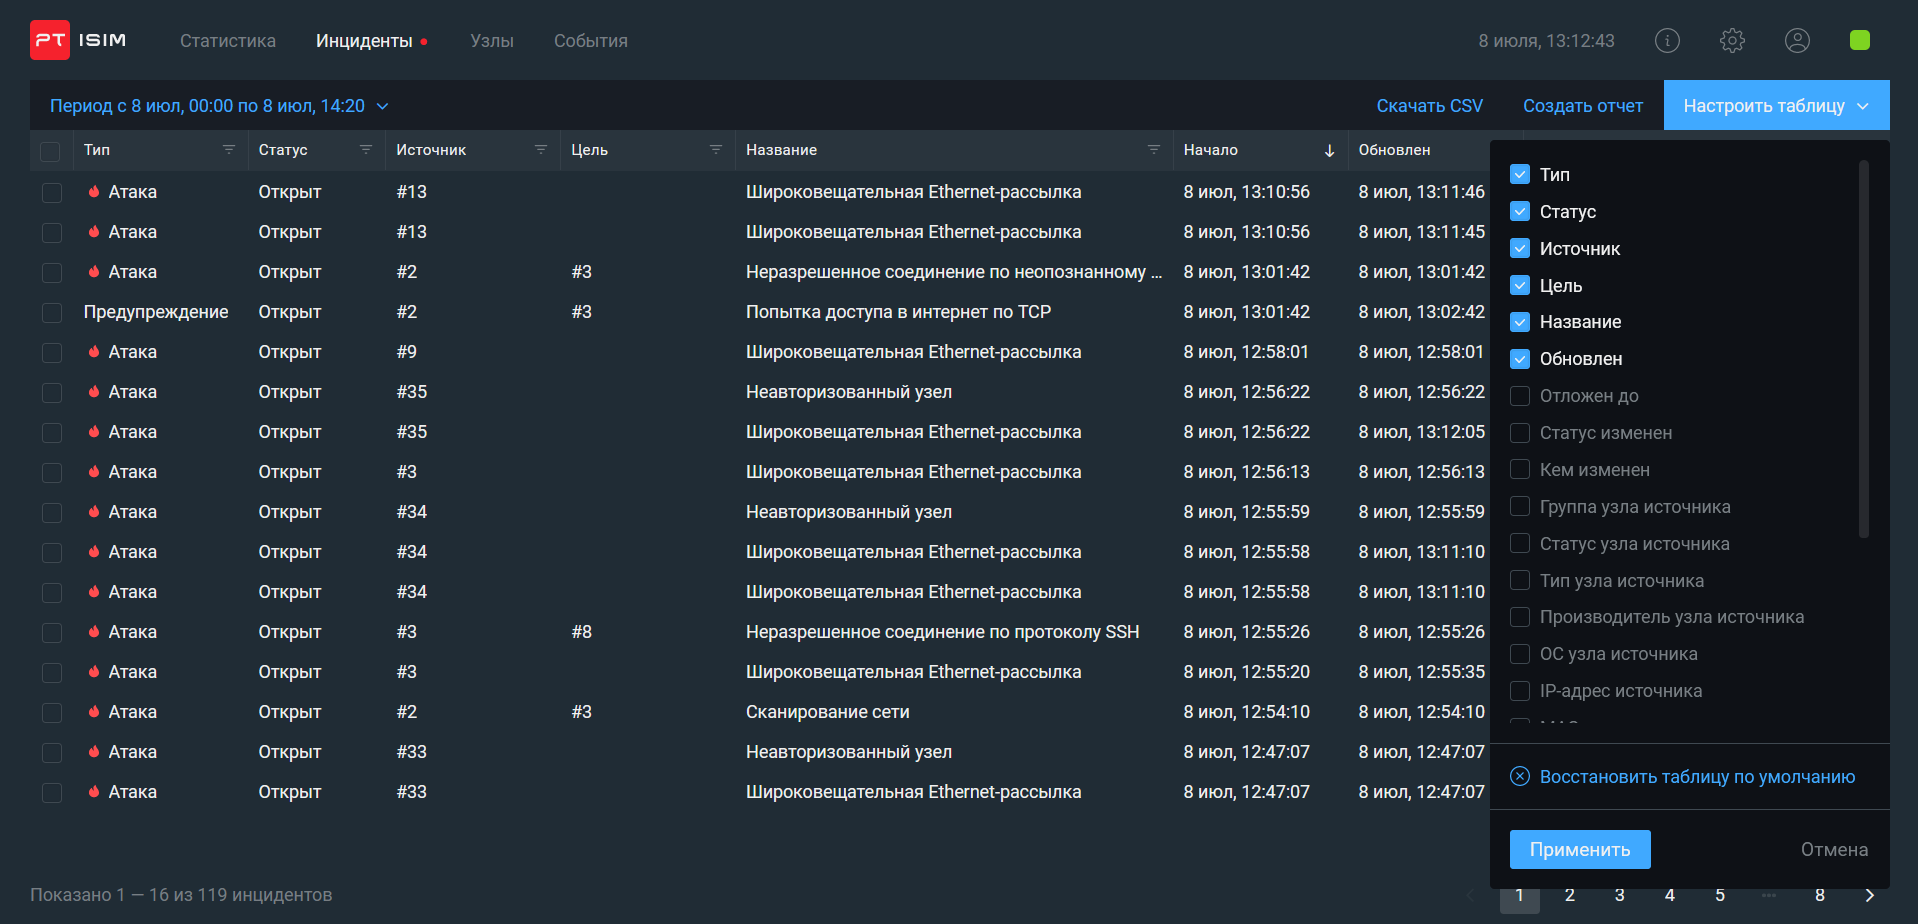 PT ISIM Статистика Инциденты Узлы События 8 июля, 13:12:43
Период с 8 июл, 00:00 по 8 июл, 14:20 Скачать CSV Создать отчет Настроить таблицу
Тип Статус Источник Цель Название Начало Обновлен
Атака Открыт #13 Широковещательная Ethernet-рассылка 8 июл, 13:10:56 8 июл, 13:11:46
Атака Открыт #13 Широковещательная Ethernet-рассылка 8 июл, 13:10:56 8 июл, 13:11:45
Атака Открыт #2 #3 Неразрешенное соединение по неопознанному ... 8 июл, 13:01:42 8 июл, 13:01:42
Предупреждение Открыт #2 #3 Попытка доступа в интернет по TCP 8 июл, 13:01:42 8 июл, 13:02:42
Атака Открыт #9 Широковещательная Ethernet-рассылка 8 июл, 12:58:01 8 июл, 12:58:01
Атака Открыт #35 Неавторизованный узел 8 июл, 12:56:22 8 июл, 12:56:22
Атака Открыт #35 Широковещательная Ethernet-рассылка 8 июл, 12:56:22 8 июл, 13:12:05
Атака Открыт #3 Широковещательная Ethernet-рассылка 8 июл, 12:56:13 8 июл, 12:56:13
Атака Открыт #34 Неавторизованный узел 8 июл, 12:55:59 8 июл, 12:55:59
Атака Открыт #34 Широковещательная Ethernet-рассылка 8 июл, 12:55:58 8 июл, 13:11:10
Атака Открыт #34 Широковещательная Ethernet-рассылка 8 июл, 12:55:58 8 июл, 13:11:10
Атака Открыт #3 #8 Неразрешенное соединение по протоколу SSH 8 июл, 12:55:26 8 июл, 12:55:26
Атака Открыт #3 Широковещательная Ethernet-рассылка 8 июл, 12:55:20 8 июл, 12:55:35
Атака Открыт #2 #3 Сканирование сети 8 июл, 12:54:10 8 июл, 12:54:10
Атака Открыт #33 Неавторизованный узел 8 июл, 12:47:07 8 июл, 12:47:07
Атака Открыт #33 Широковещательная Ethernet-рассылка 8 июл, 12:47:07 8 июл, 12:47:07
Тип
Статус
Источник
Цель
Название
Обновлен
Отложен до
Статус изменен
Кем изменен
Группа узла источника
Статус узла источника
Тип узла источника
Производитель узла источника
ОС узла источника
IP-адрес источника
Восстановить таблицу по умолчанию
Применить Отмена
Показано 1 — 16 из 119 инцидентов 1 2 3 4 5 ... 8